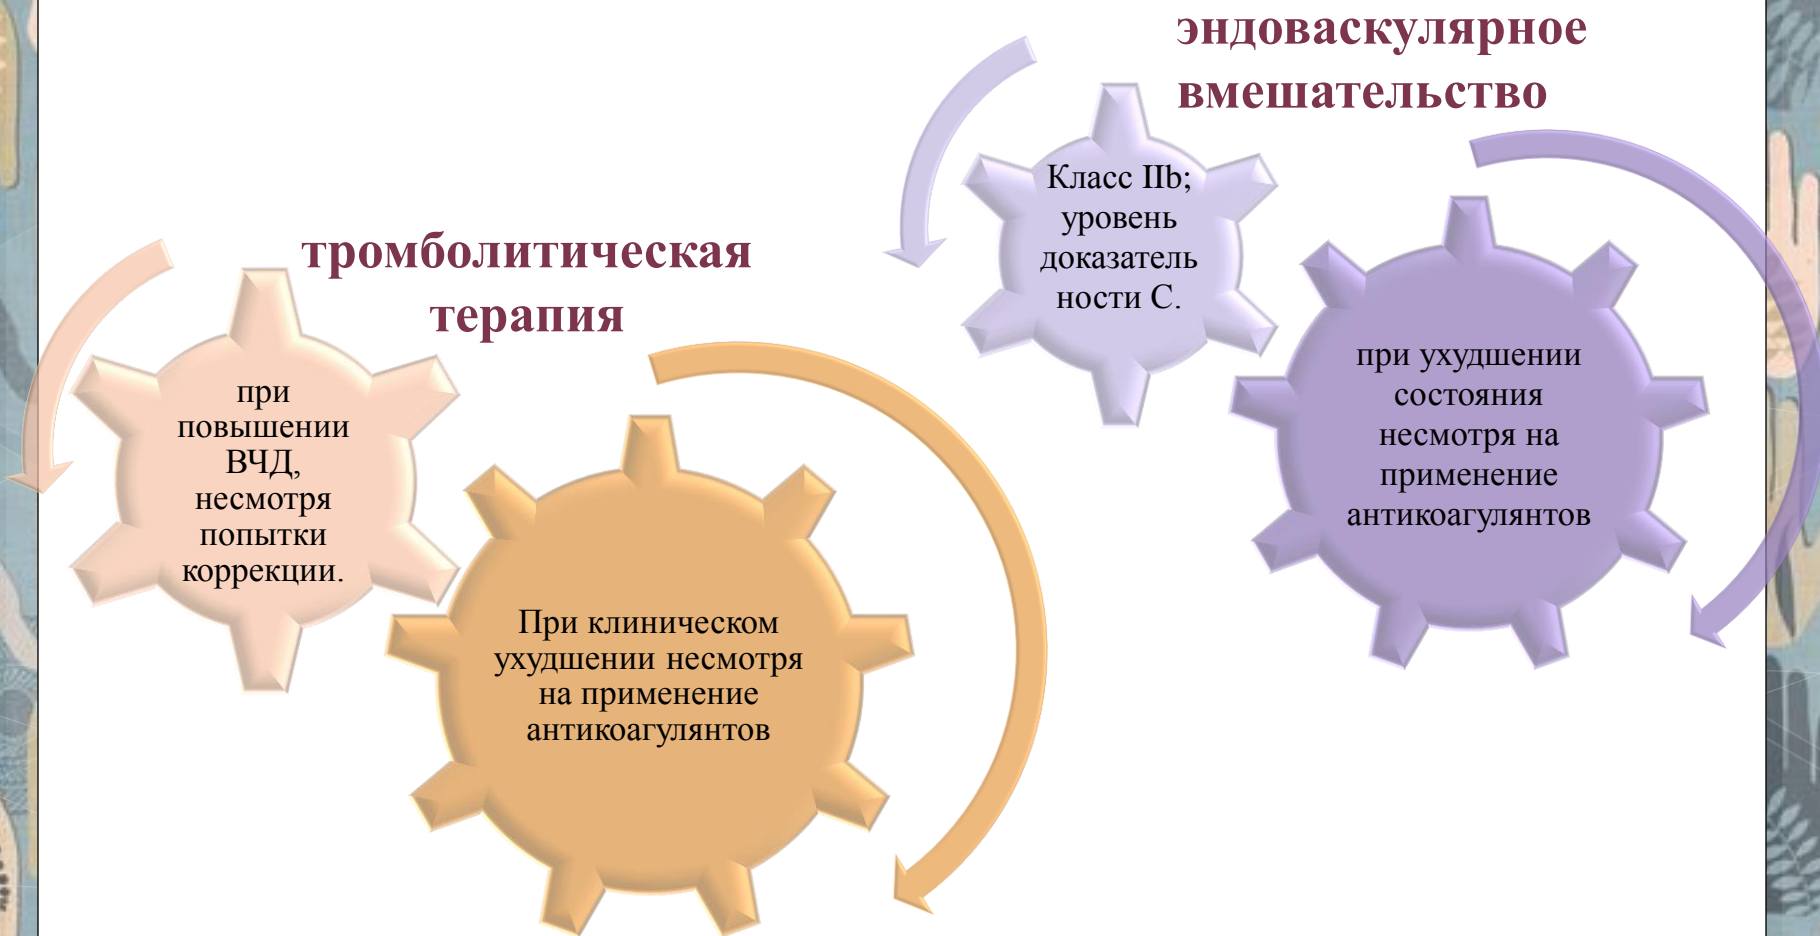 тромболитическая
терапия
при
повышении
ВЧД,
несмотря
попытки
коррекции.
При клиническом
ухудшении несмотря
на применение
антикоагулянтов
эндоваскулярное
вмешательство
Класс IIb;
уровень
доказатель
ности C.
при ухудшении
состояния
несмотря на
применение
антикоагулянтов